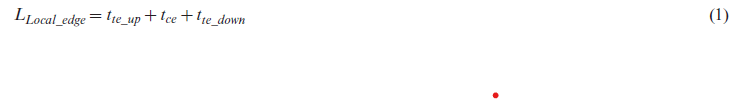 L_{Local_edge} = t_{te_up} + t_{ce} + t_{te_down} (1)